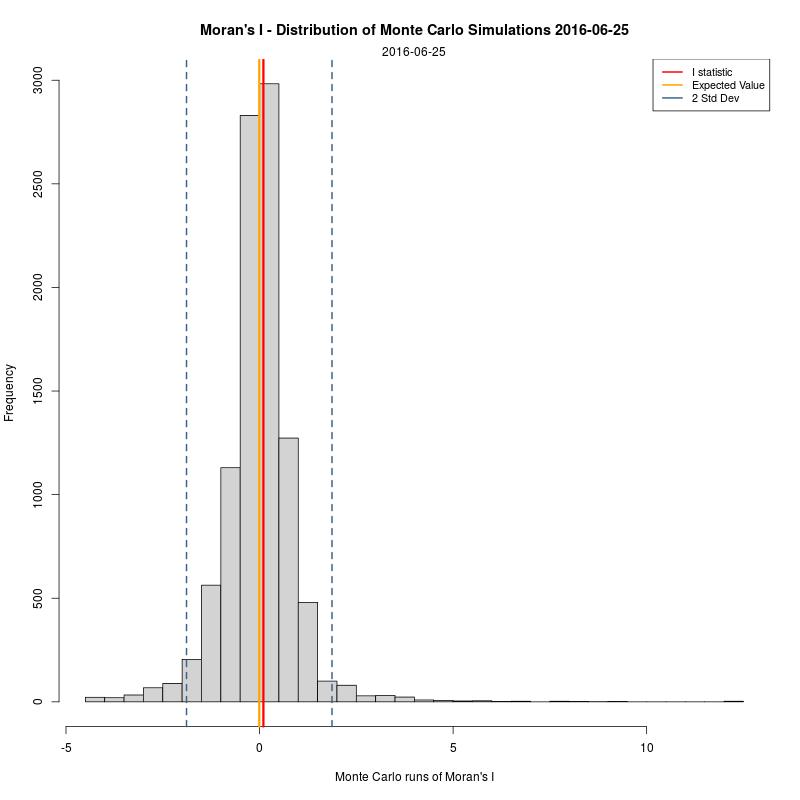 Moran's I - Distribution of Monte Carlo Simulations 2016-06-25
2016-06-25
I statistic
Expected Value
2 Std Dev
3000
2500
2000
1500
1000
500
0
Frequency
-5 0 5 10
Monte Carlo runs of Moran's I